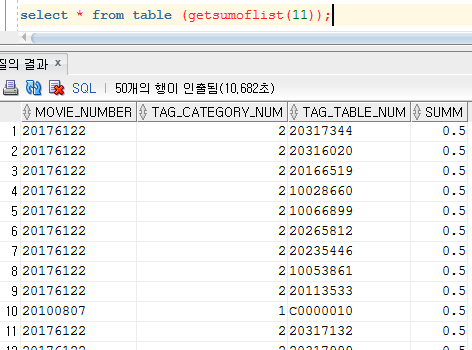 select * from table (getsumoflist(11));
질의 결과 x
SQL | 50개의 행이 인출됨(10,682초)
MOVIE_NUMBER TAG_CATEGORY_NUM TAG_TABLE_NUM SUMM
1 20176122 2 20317344 0.5
2 20176122 2 20316020 0.5
3 20176122 2 20166519 0.5
4 20176122 2 10028660 0.5
5 20176122 2 10066899 0.5
6 20176122 2 20265812 0.5
7 20176122 2 20235446 0.5
8 20176122 2 10053861 0.5
9 20176122 2 20113533 0.5
10 20100807 1 C0000010 0.5
11 20176122 2 20317132 0.5
12 20176122 2 0.5